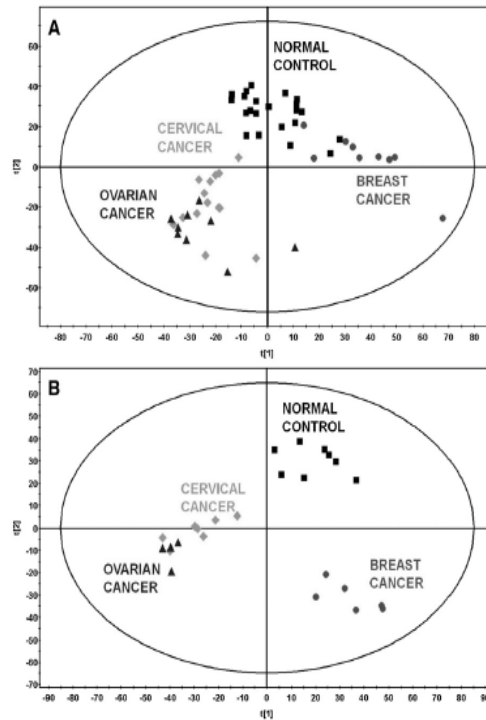 A
NORMAL
CONTROL
CERVICAL
CANCER
OVARIAN
CANCER
BREAST
CANCER
t[2]
60
40
20
0
-20
-40
-60
-80 -70 -60 -50 -40 -30 -20 -10 0 10 20 30 40 50 60 70 80
t[1]
B
NORMAL
CONTROL
CERVICAL
CANCER
OVARIAN
CANCER
BREAST
CANCER
t[2]
70
60
50
40
30
20
10
0
-10
-20
-30
-40
-50
-60
-70
-90 -80 -70 -60 -50 -40 -30 -20 -10 0 10 20 30 40 50 60 70 80 90
t[1]